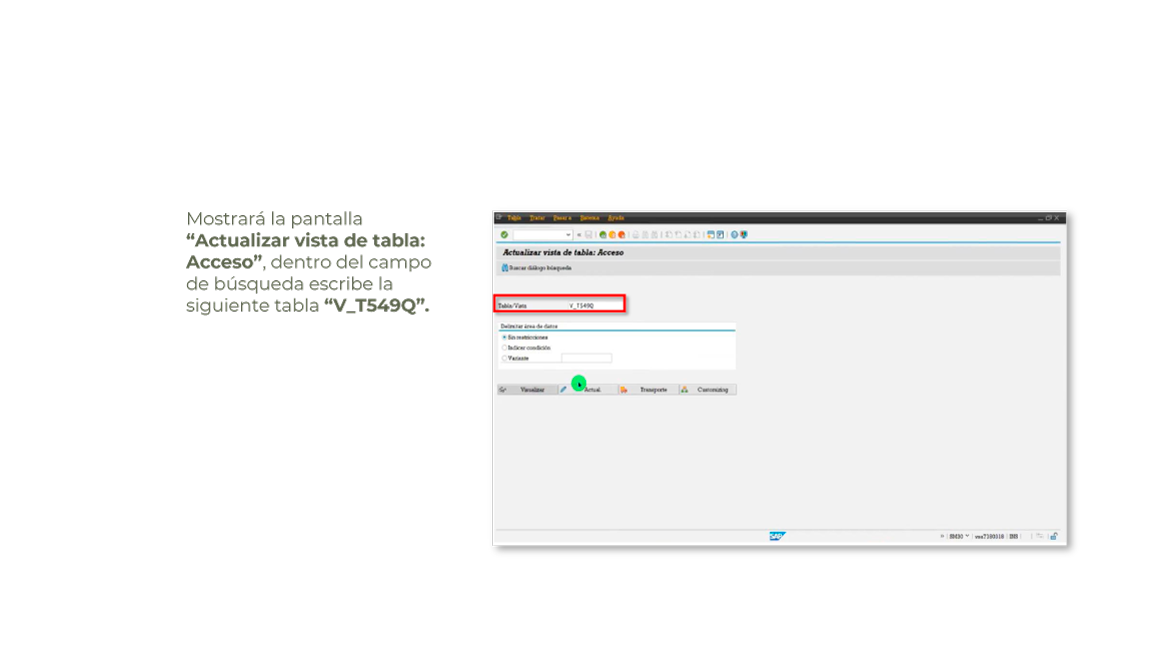 Mostrará la pantalla
“Actualizar vista de tabla:
Acceso”, dentro del campo
de búsqueda escribe la
siguiente tabla “V_T549Q”.
Tabla Tratar Pasar a Sistema Ayuda
Actualizar vista de tabla: Acceso
Buscar diálogo búsqueda
Tabla/Vista V_T549Q
Delimitar área de datos
Sin restricciones
Indicar condición
Variante
Visualizar Actual. Transporte Customizing
SAP
SM30 INS